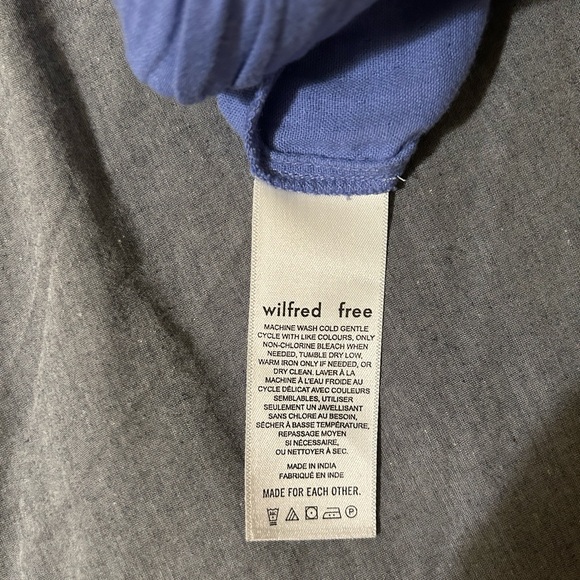 wilfred free
MACHINE WASH COLD GENTLE
CYCLE WITH LIKE COLOURS, ONLY
NON-CHLORINE BLEACH WHEN
NEEDED, TUMBLE DRY LOW,
WARM IRON ONLY IF NEEDED, OR
DRY CLEAN. LAVER À LA
MACHINE À L'EAU FROIDE AU
CYCLE DÉLICAT AVEC COULEURS
SEMBLABLES, UTILISER
SEULEMENT UN JAVELLISANT
SANS CHLORE AU BESOIN,
SÉCHER À BASSE TEMPÉRATURE,
REPASSAGE MOYEN
SI NÉCESSAIRE,
OU NETTOYER À SEC.
MADE IN INDIA
FABRIQUÉ EN INDE
MADE FOR EACH OTHER.
P